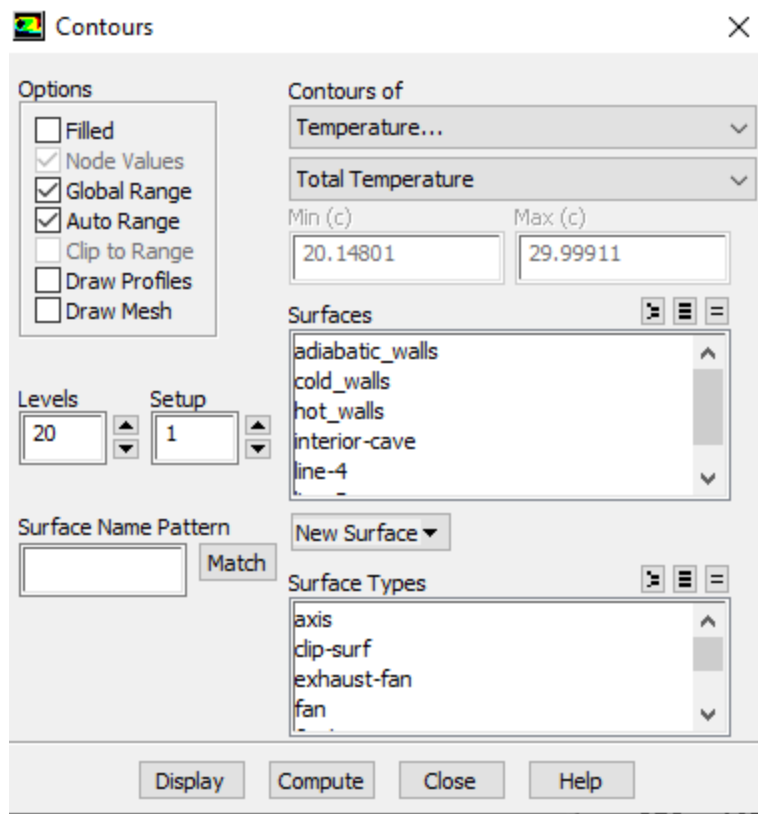 Contours
Options
Filled
Node Values
Global Range
Auto Range
Clip to Range
Draw Profiles
Draw Mesh
Levels
20
Setup
1
Surface Name Pattern
Match
Contours of
Temperature...
Total Temperature
Min (c)
Max (c)
20.14801
29.99911
Surfaces
adiabatic_walls
cold_walls
hot_walls
interior-cave
line-4
New Surface
Surface Types
axis
clip-surf
exhaust-fan
fan
Display
Compute
Close
Help